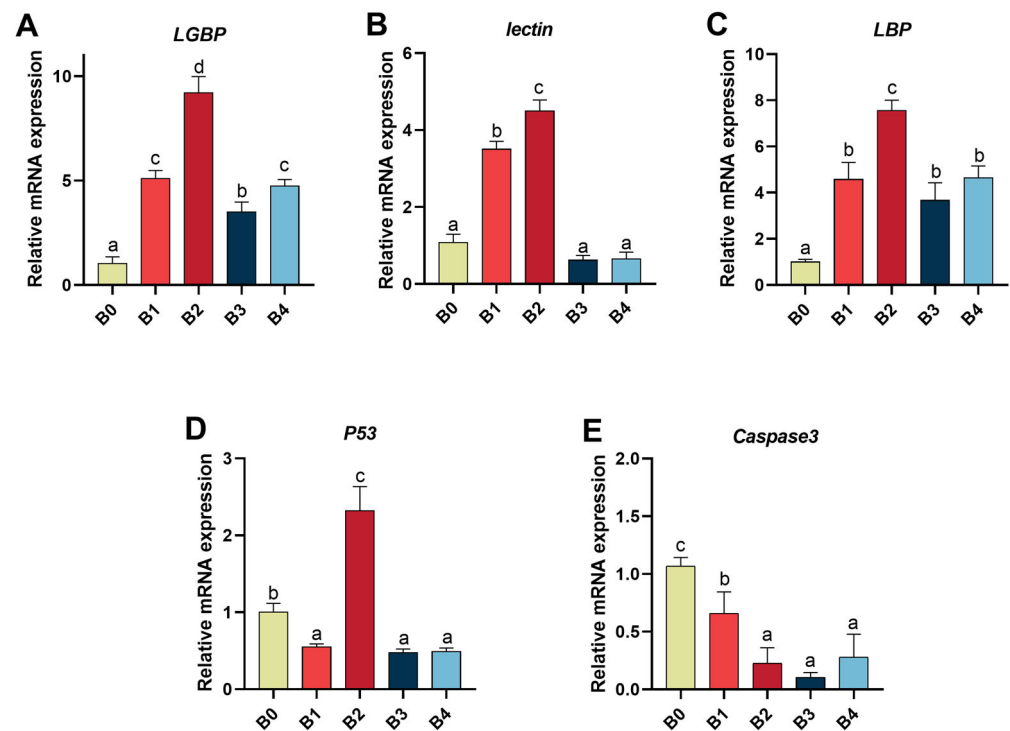 A
LGBP
Relative mRNA expression
10
5
0
a
c
d
b
c
B0
B1
B2
B3
B4
B
lectin
Relative mRNA expression
6
4
2
0
a
b
c
a
a
B0
B1
B2
B3
B4
C
LBP
Relative mRNA expression
10
8
6
4
2
0
a
b
c
b
b
B0
B1
B2
B3
B4
D
P53
Relative mRNA expression
3
2
1
0
b
a
c
a
a
B0
B1
B2
B3
B4
E
Caspase3
Relative mRNA expression
2.0
1.5
1.0
0.5
0.0
c
b
a
a
a
B0
B1
B2
B3
B4